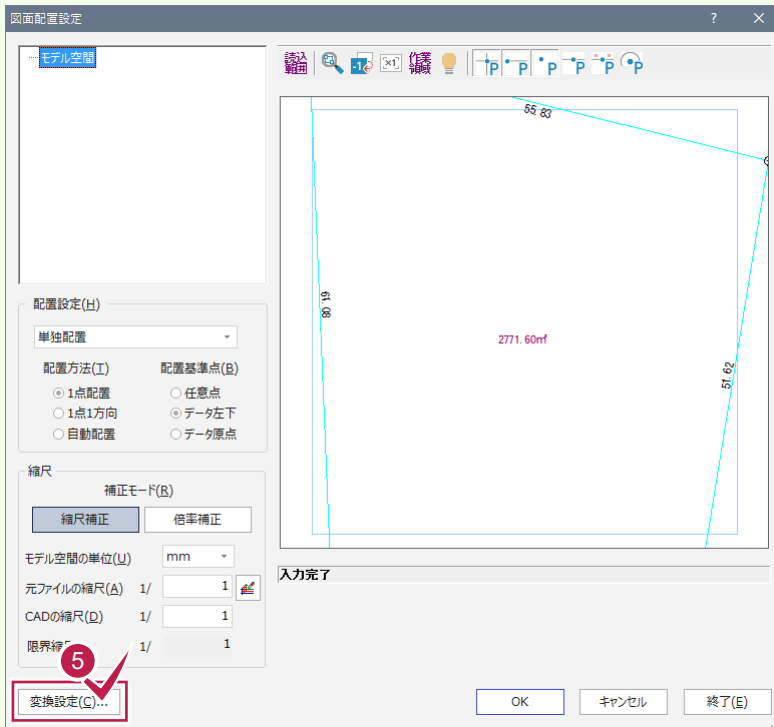 図面配置設定
? ×
モデル空間
読込範囲
-1
×1
作業領域
P P P P P P
55.83
61.08
2771.60㎡
51.62
配置設定(H)
単独配置
配置方法(T) 配置基準点(B)
1点配置 任意点
1点1方向 データ左下
自動配置 データ原点
縮尺
補正モード(R)
縮尺補正 倍率補正
モデル空間の単位(U) mm
元ファイルの縮尺(A) 1/ 1
CADの縮尺(D) 1/ 1
限界縮 1/ 1
入力完了
5
変換設定(C)...
OK キャンセル 終了(E)